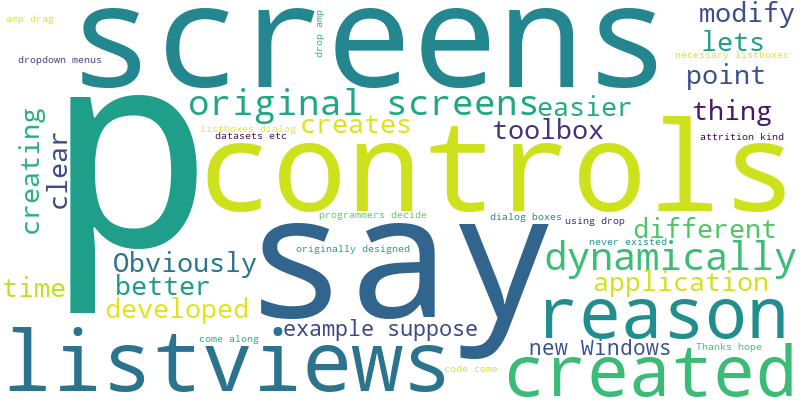 amp drag
screens
drop amp
modify
lets
dropdown menus
necessary listboxes
point
p
original screens
easier
thing
creating
clear
listboxes dialog
creates
toolbox
datasets etc
controls
attrition kind
programmers decide
dialog boxes
using drop
say
different
originally designed
never existed
Obviously
dynamically
time
better
application
developed
reason
example suppose
listviews
come along
new Windows
Thanks hope
code come
created